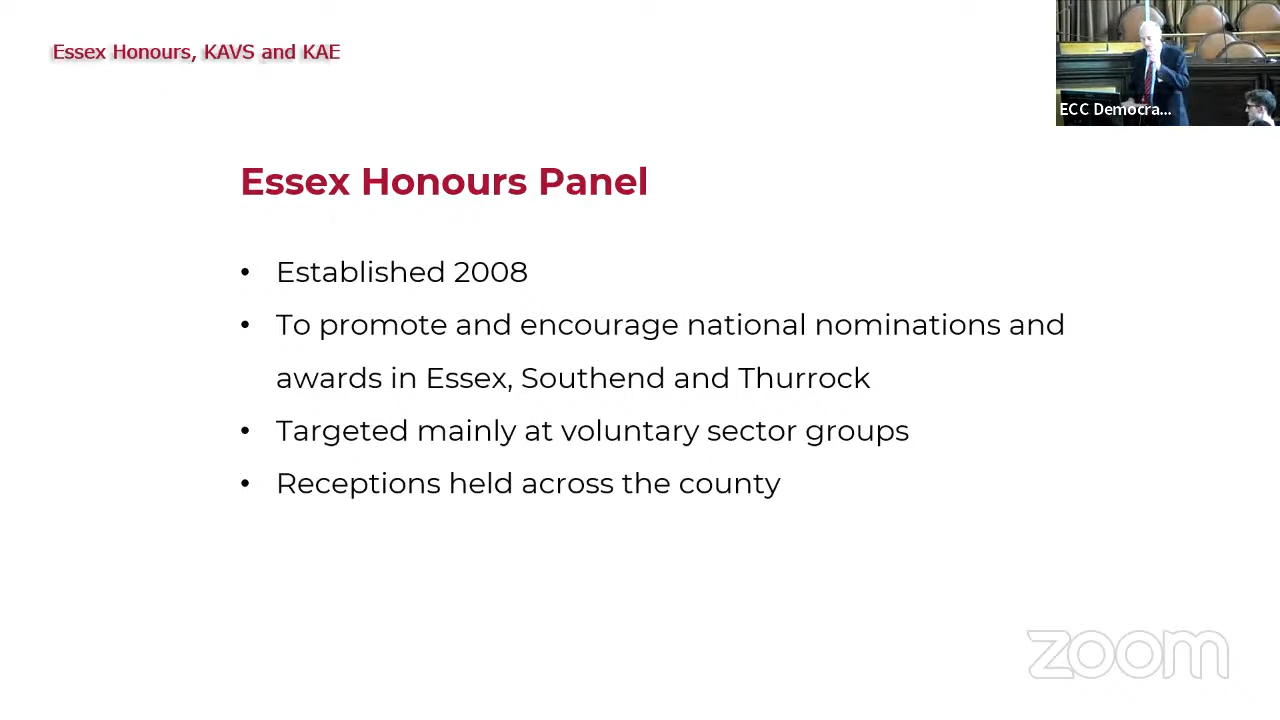 Essex Honours, KAVS and KAE
ECC Democra...
Essex Honours Panel
• Established 2008
• To promote and encourage national nominations and
awards in Essex, Southend and Thurrock
• Targeted mainly at voluntary sector groups
• Receptions held across the county
zoom